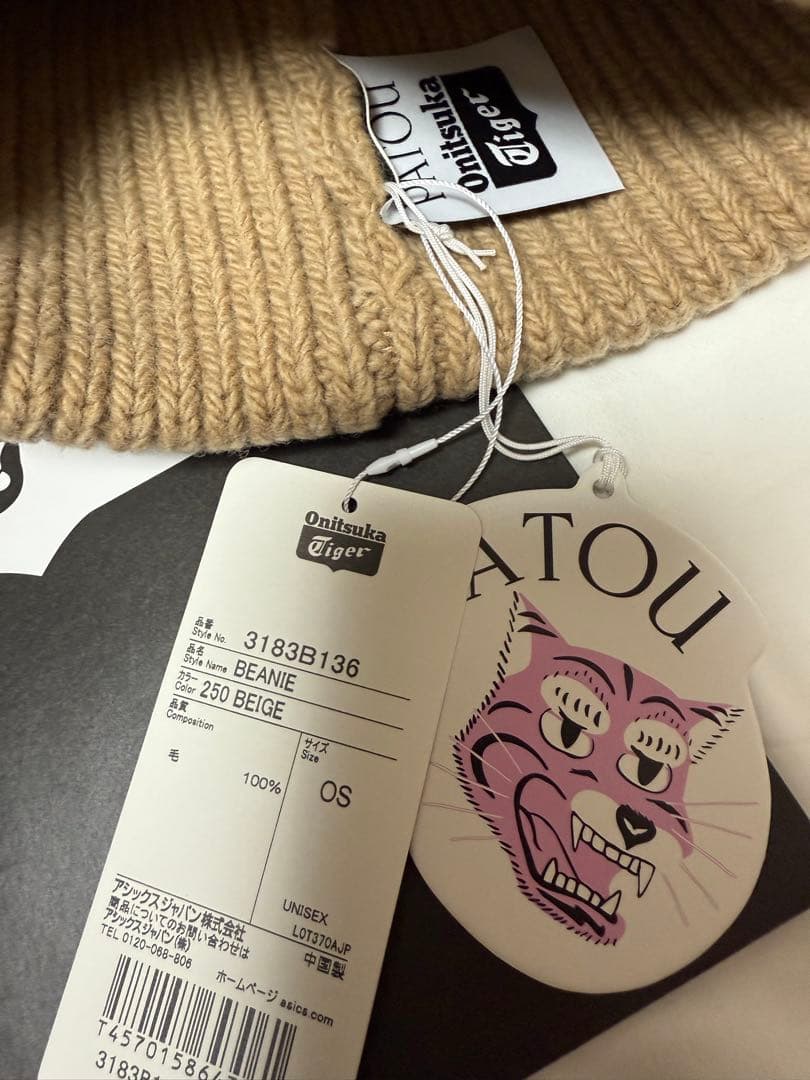 PATOU
Onitsuka
Tiger
Onitsuka
Tiger
品番
Style No. 3183B136
品名
Style Name BEANIE
カラー
Color 250 BEIGE
品質
Composition
サイズ
Size
毛
100%
OS
UNISEX
LOT370AJP
中国製
アシックスジャパン株式会社
商品についてのお問い合わせは
アシックスジャパン(株)
TEL 0120-068-806
ホームページ asics.com
ATOU